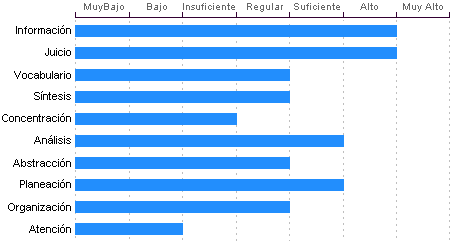 MuyBajo Bajo Insuficiente Regular Suficiente Alto Muy Alto
Información
Juicio
Vocabulario
Síntesis
Concentración
Análisis
Abstracción
Planeación
Organización
Atención